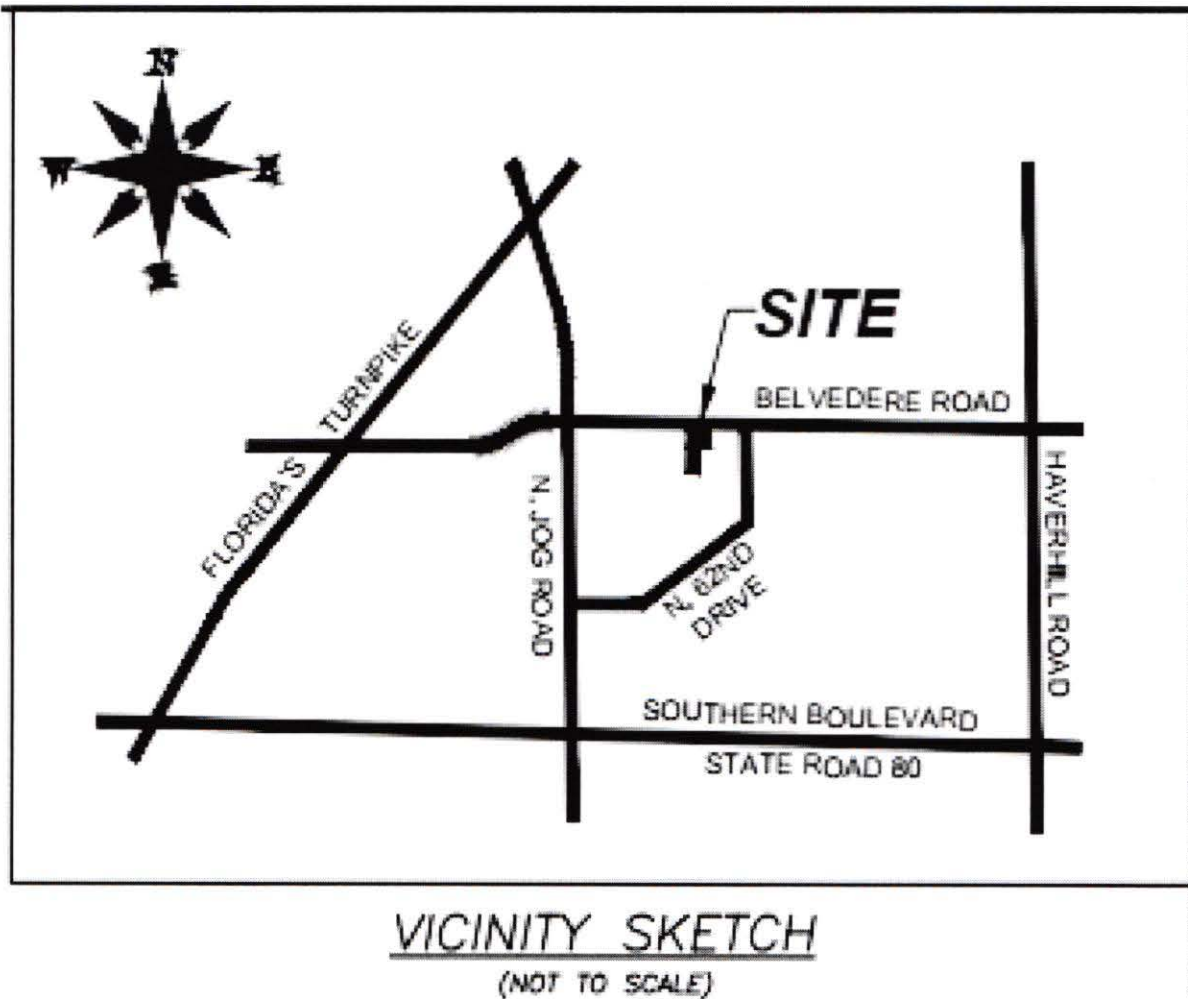 N
W E
S
SITE
BELVEDERE ROAD
FLORIDA'S TURNPIKE
N. JOG ROAD
N. 62ND
DRIVE
HAVERHILL ROAD
SOUTHERN BOULEVARD
STATE ROAD 80
VICINITY SKETCH
(NOT TO SCALE)